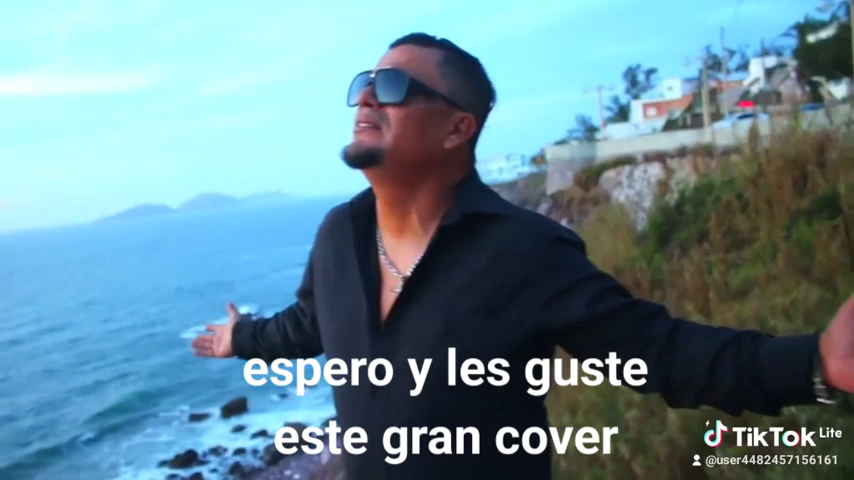 espero y les guste
este gran cover
TikTok Lite
@user4482457156161